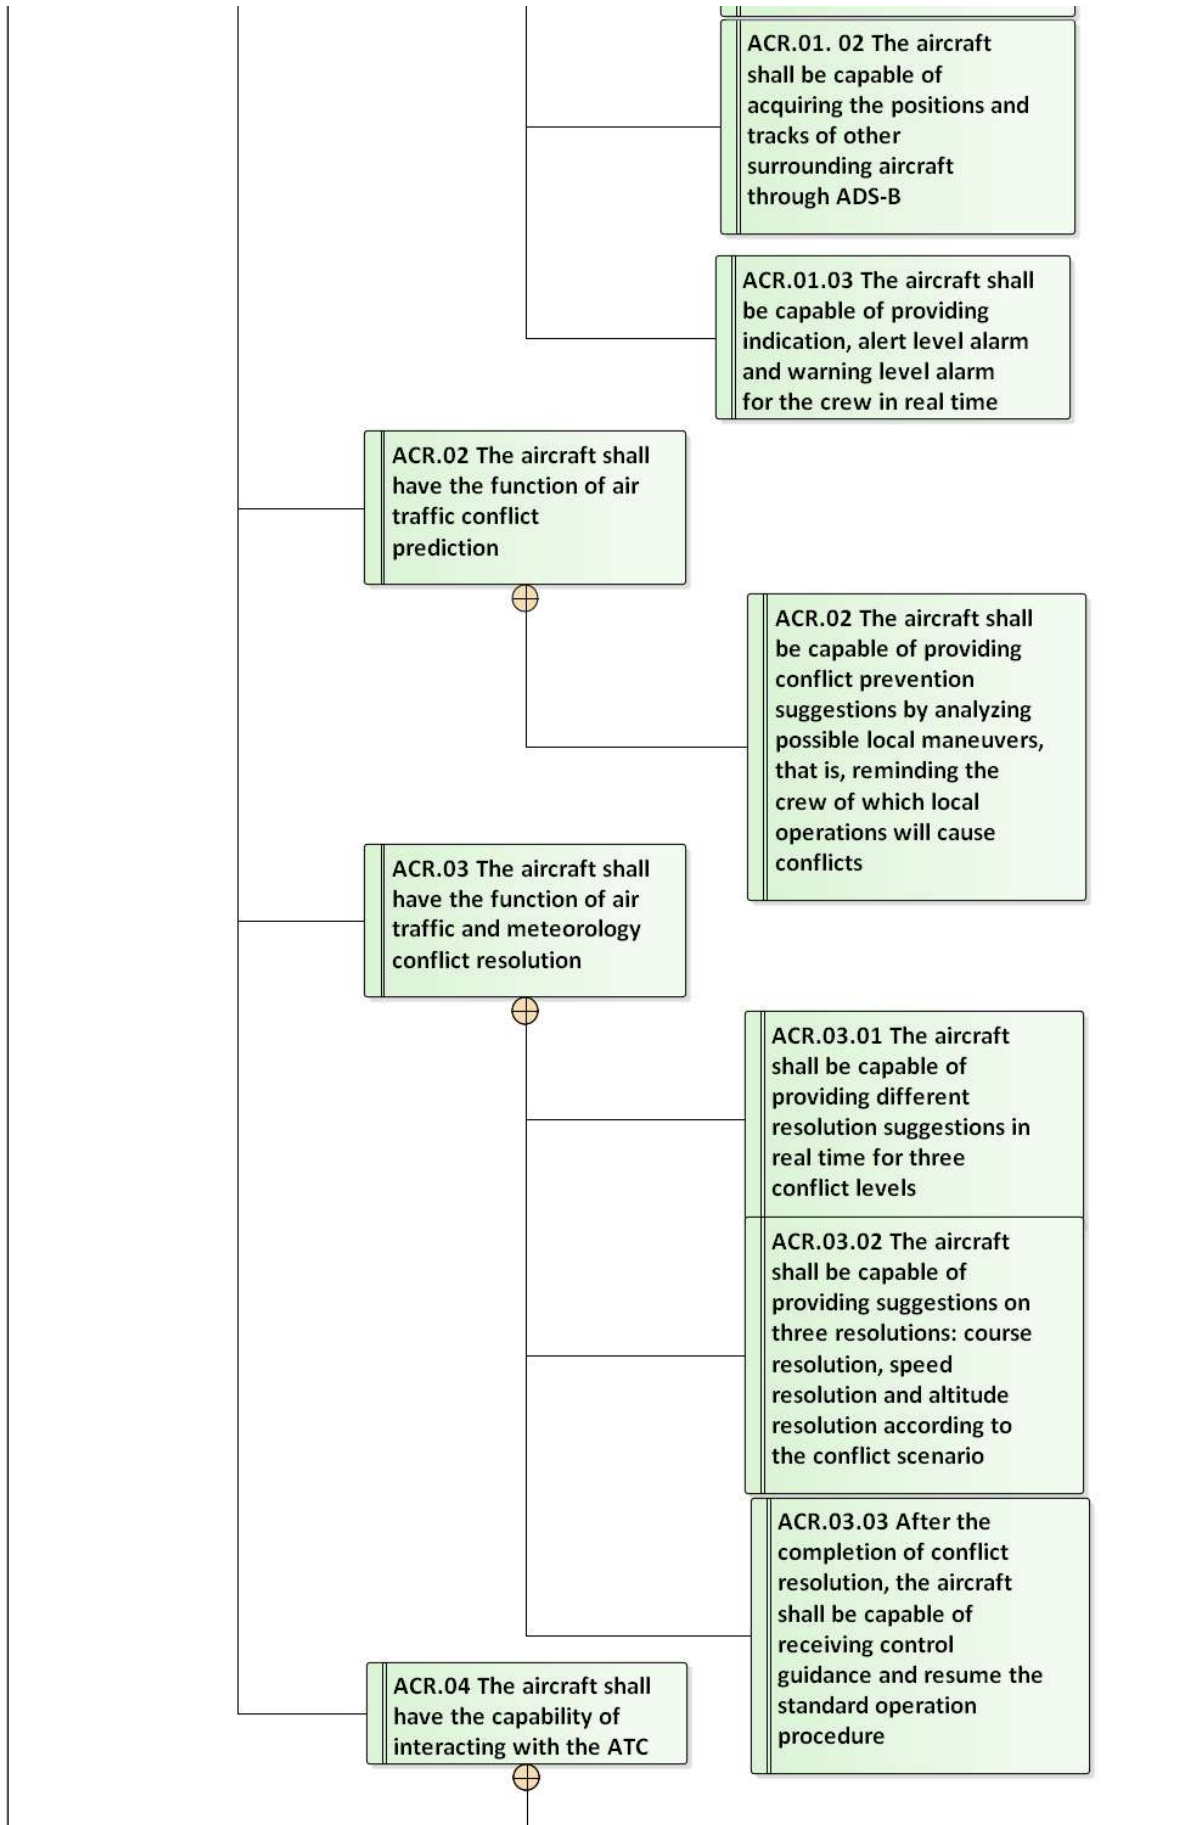 ACR.01. 02 The aircraft
shall be capable of
acquiring the positions and
tracks of other
surrounding aircraft
through ADS-B
ACR.01.03 The aircraft shall
be capable of providing
indication, alert level alarm
and warning level alarm
for the crew in real time
ACR.02 The aircraft shall
have the function of air
traffic conflict
prediction
ACR.02 The aircraft shall
be capable of providing
conflict prevention
suggestions by analyzing
possible local maneuvers,
that is, reminding the
crew of which local
operations will cause
conflicts
ACR.03 The aircraft shall
have the function of air
traffic and meteorology
conflict resolution
ACR.03.01 The aircraft
shall be capable of
providing different
resolution suggestions in
real time for three
conflict levels
ACR.03.02 The aircraft
shall be capable of
providing suggestions on
three resolutions: course
resolution, speed
resolution and altitude
resolution according to
the conflict scenario
ACR.03.03 After the
completion of conflict
resolution, the aircraft
shall be capable of
receiving control
guidance and resume the
standard operation
procedure
ACR.04 The aircraft shall
have the capability of
interacting with the ATC